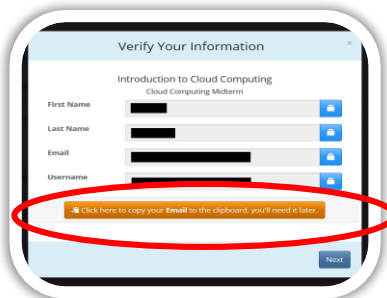 Verify Your Information
×
Introduction to Cloud Computing
Cloud Computing Midterm
First Name
Last Name
Email
Username
Click here to copy your Email to the clipboard, you'll need it later.
Next